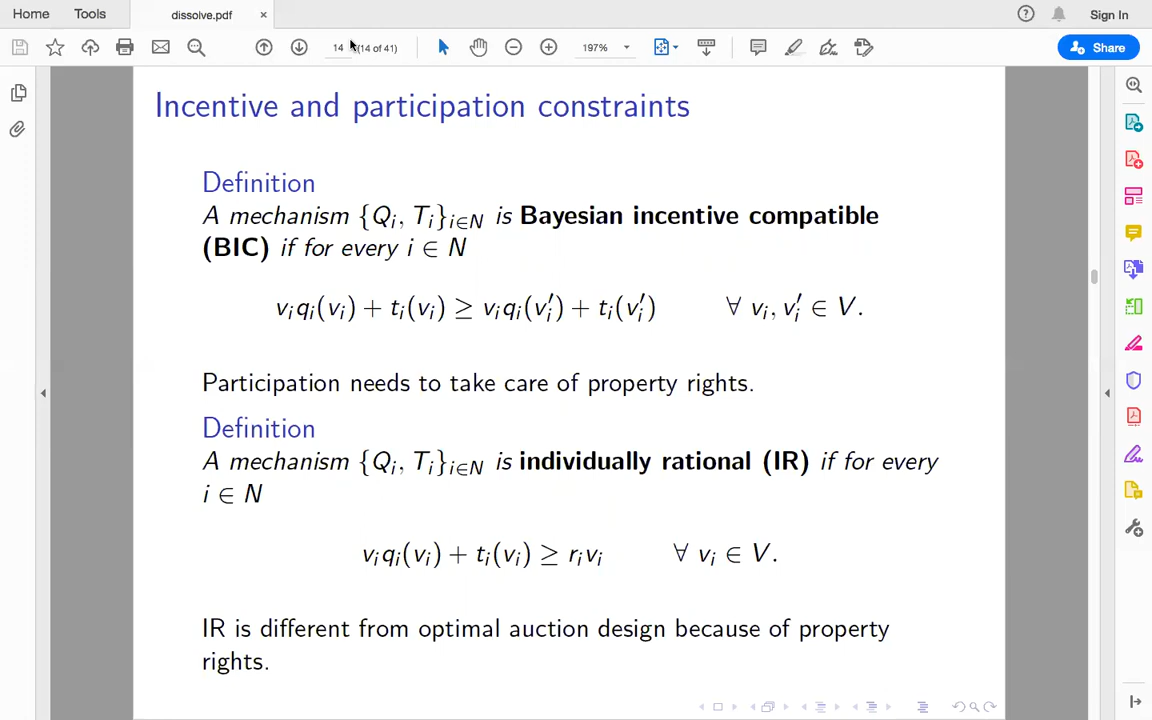 Home Tools dissolve.pdf × Sign In
14 (14 of 41) 197% Share
Incentive and participation constraints
Definition
A mechanism {Qᵢ, Tᵢ}ᵢ∈N is Bayesian incentive compatible
(BIC) if for every i ∈ N
vᵢqᵢ(vᵢ) + tᵢ(vᵢ) ≥ vᵢqᵢ(vᵢ′) + tᵢ(vᵢ′) ∀ vᵢ, vᵢ′ ∈ V.
Participation needs to take care of property rights.
Definition
A mechanism {Qᵢ, Tᵢ}ᵢ∈N is individually rational (IR) if for every
i ∈ N
vᵢqᵢ(vᵢ) + tᵢ(vᵢ) ≥ rᵢvᵢ ∀ vᵢ ∈ V.
IR is different from optimal auction design because of property
rights.